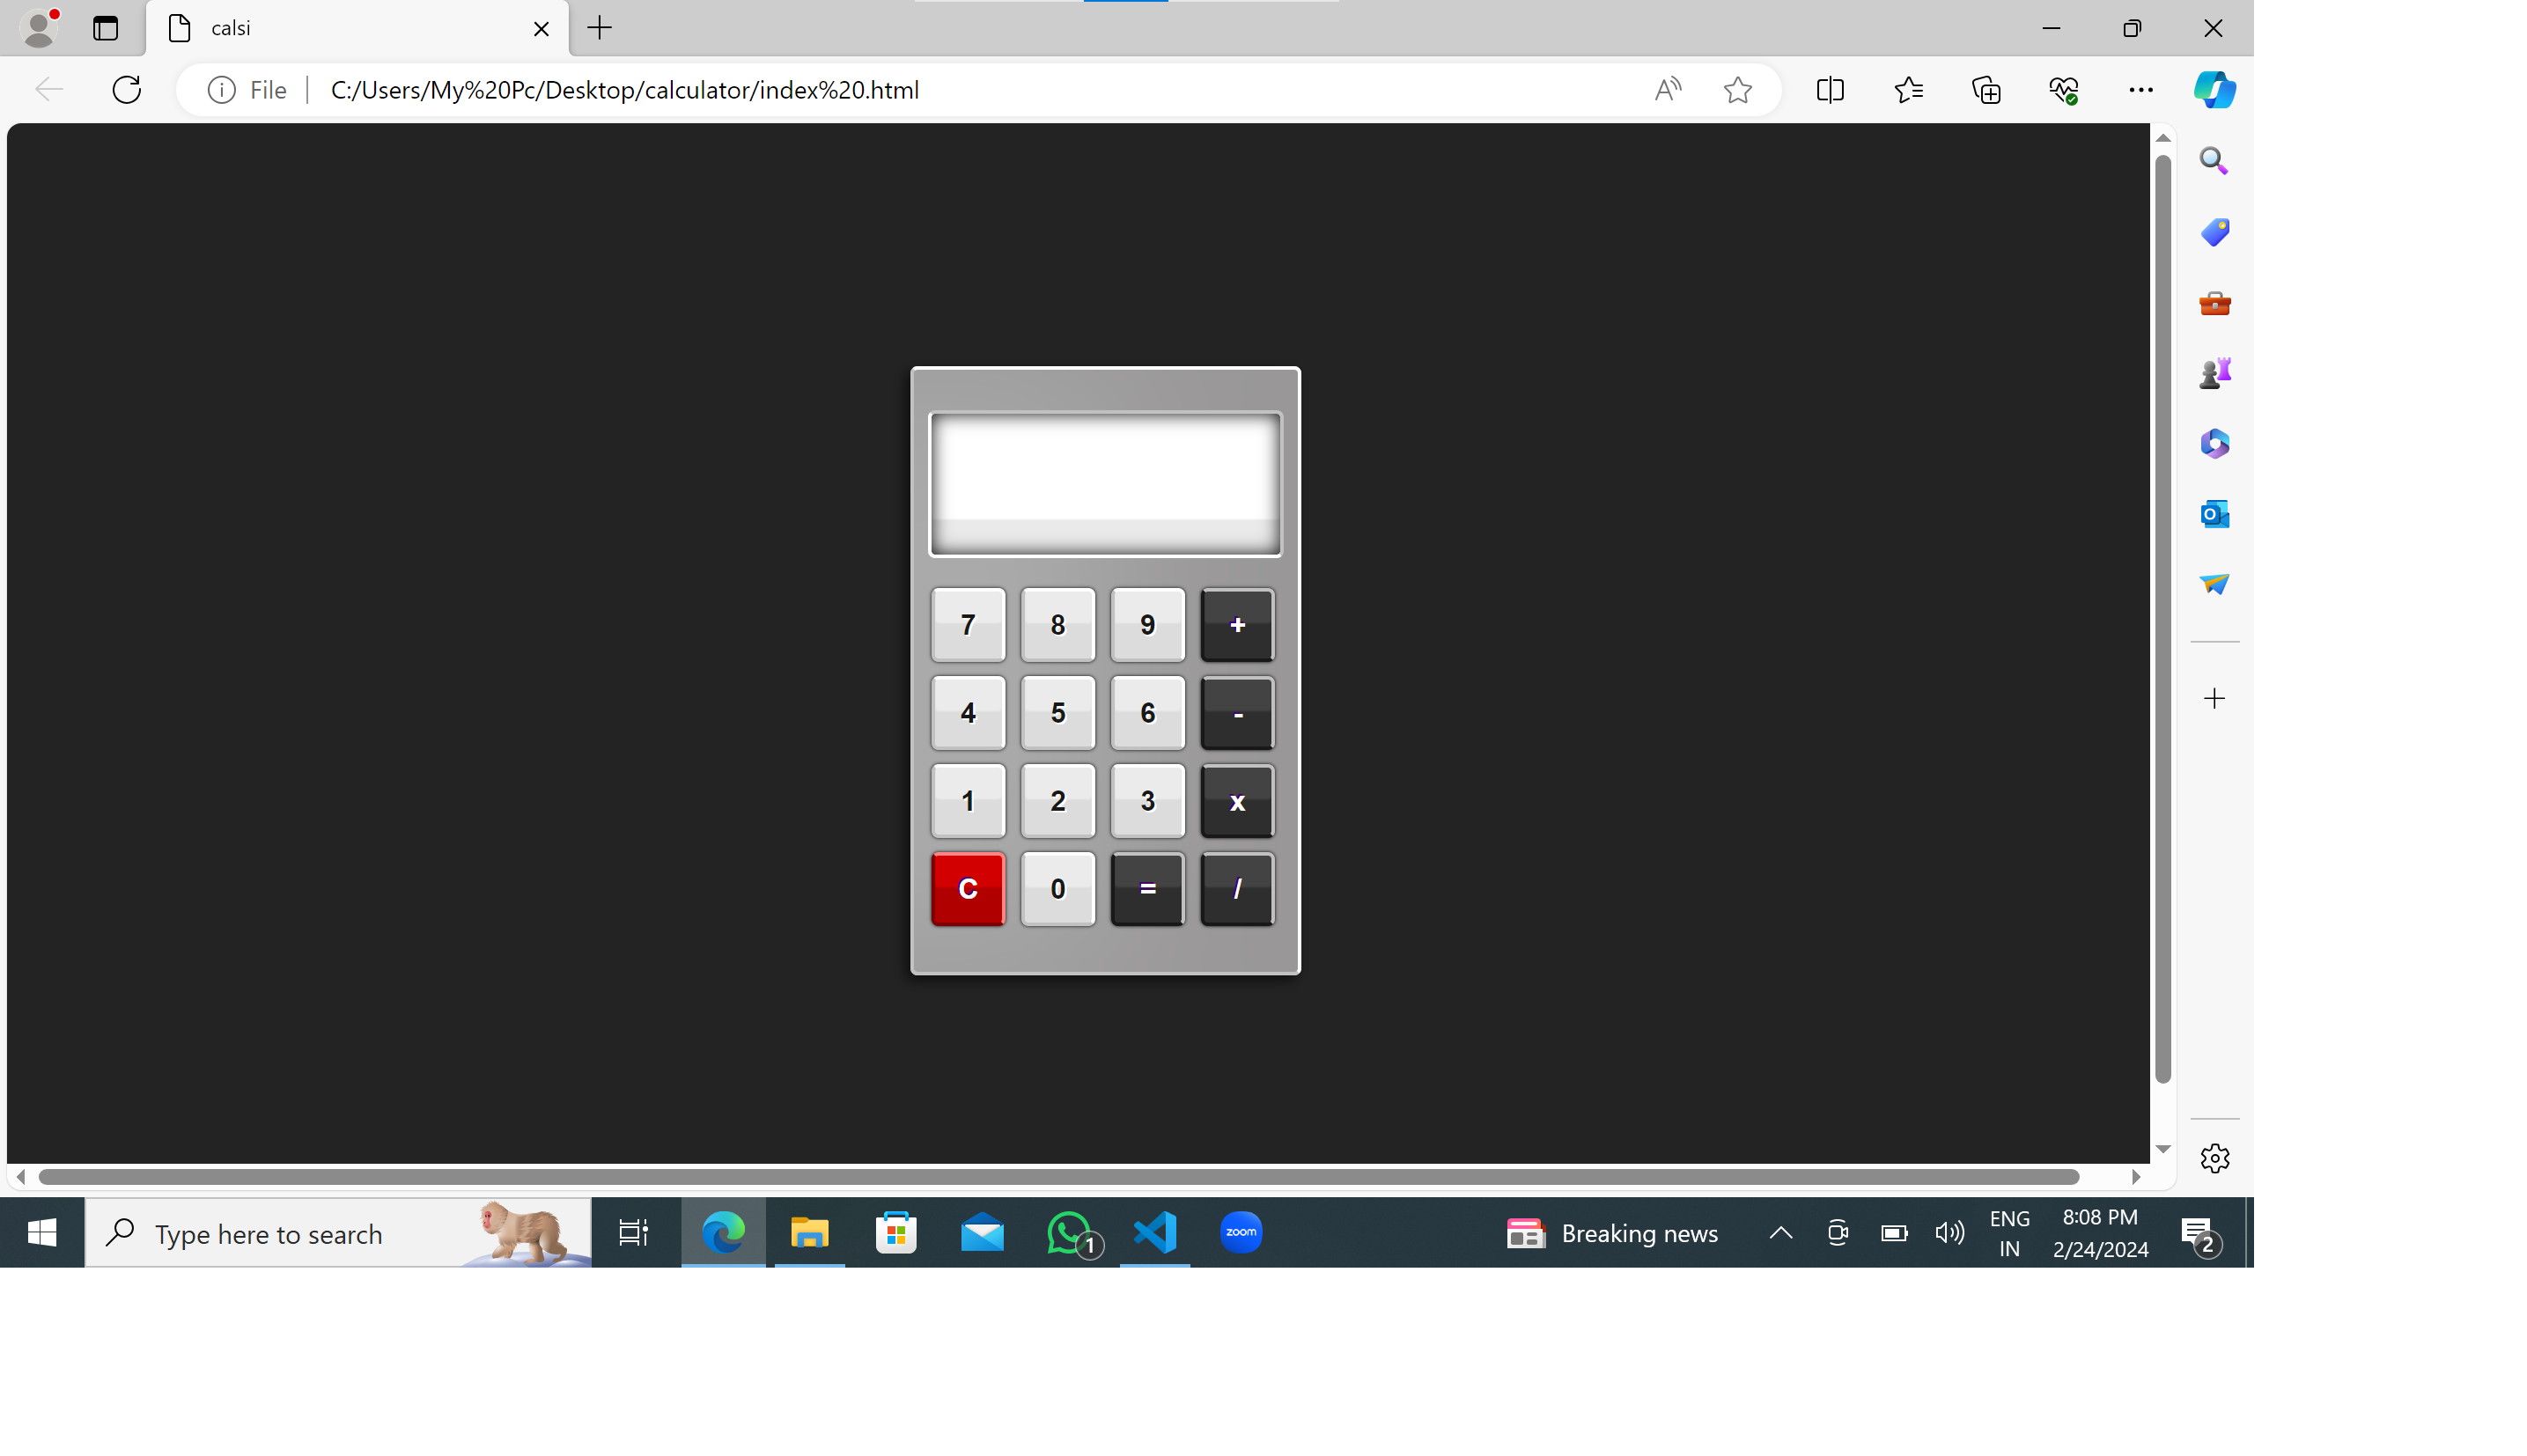 calsi
File
C:/Users/My%20Pc/Desktop/calculator/index%20.html
7 8 9 +
4 5 6 -
1 2 3 x
C 0 = /
Type here to search
1
zoom
Breaking news
ENG
IN
8:08 PM
2/24/2024
2